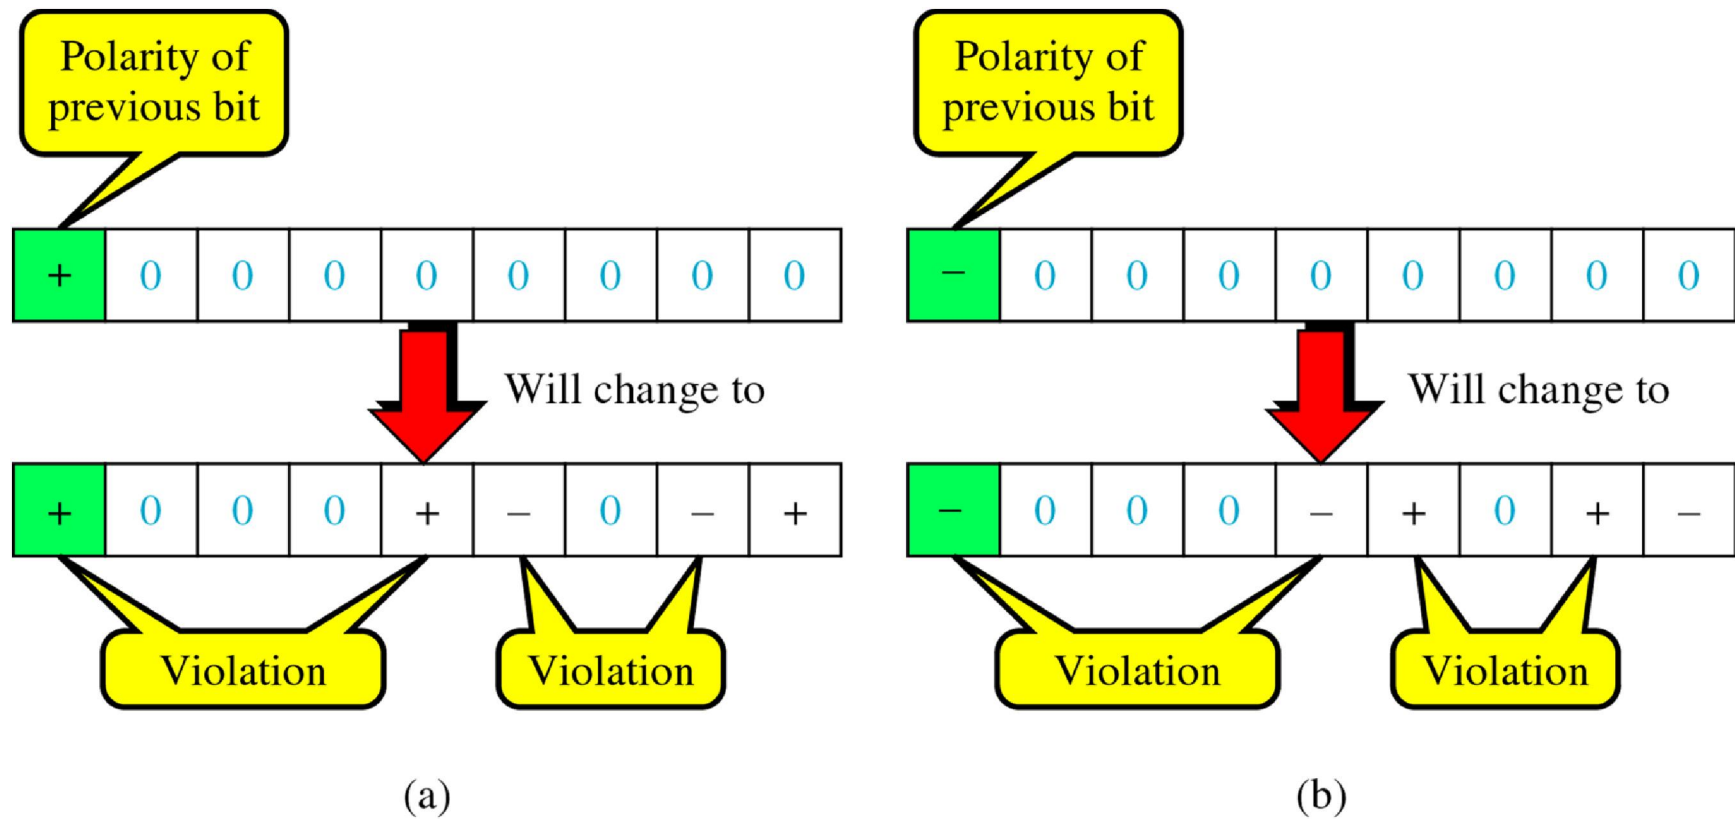 Polarity of
previous bit
+ 0 0 0 0 0 0 0 0
Will change to
+ 0 0 0 + – 0 – +
Violation
Violation
(a)
Polarity of
previous bit
– 0 0 0 0 0 0 0 0
Will change to
– 0 0 0 – + 0 + –
Violation
Violation
(b)